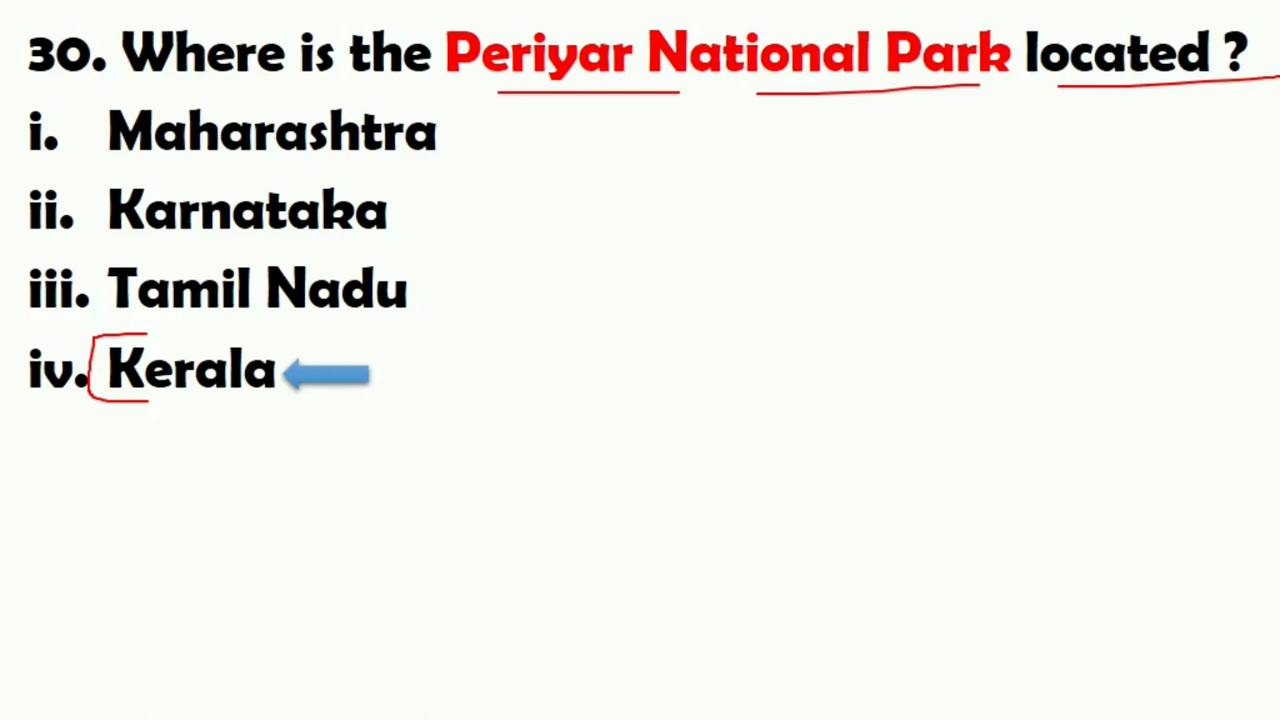 30. Where is the Periyar National Park located ?
i. Maharashtra
ii. Karnataka
iii. Tamil Nadu
iv. Kerala